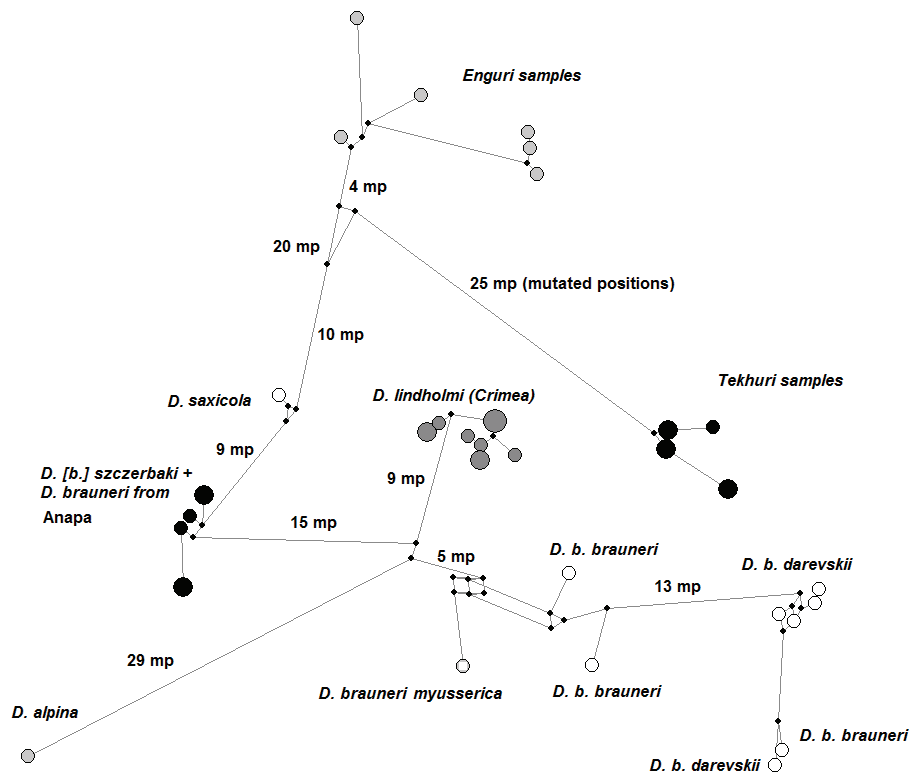 Enguri samples
4 mp
20 mp
25 mp (mutated positions)
10 mp
Tekhuri samples
D. saxicola
D. lindholmi (Crimea)
9 mp
D. [b.] szczerbaki +
D. brauneri from
Anapa
9 mp
15 mp
5 mp
D. b. brauneri
D. b. darevskii
13 mp
29 mp
D. brauneri myusserica
D. b. brauneri
D. alpina
D. b. brauneri
D. b. darevskii